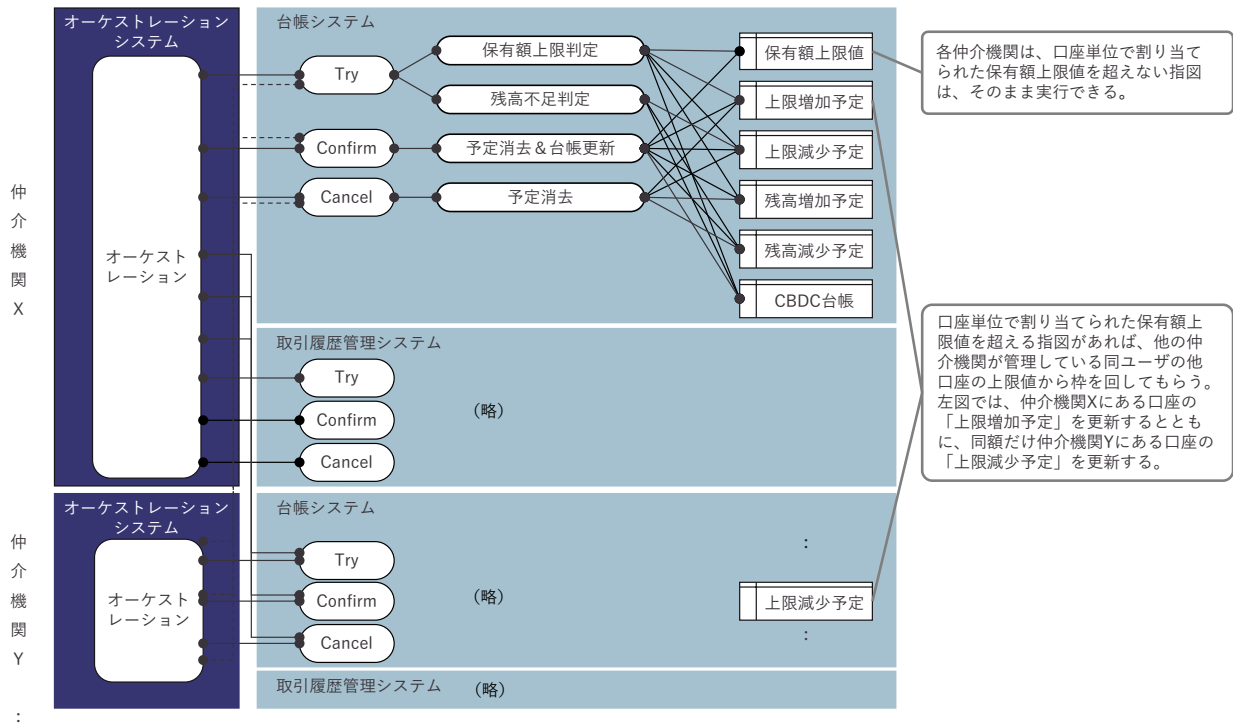 仲介機関X
オーケストレーション
システム
オーケスト
レーション
台帳システム
Try
Confirm
Cancel
保有額上限判定
残高不足判定
予定消去＆台帳更新
予定消去
保有額上限値
上限増加予定
上限減少予定
残高増加予定
残高減少予定
CBDC台帳
各仲介機関は、口座単位で割り当て
られた保有額上限値を超えない指図
は、そのまま実行できる。
取引履歴管理システム
Try
Confirm
Cancel
（略）
口座単位で割り当てられた保有額上
限値を超える指図があれば、他の仲
介機関が管理している同ユーザの他
口座の上限値から枠を回してもらう。
左図では、仲介機関Xにある口座の
「上限増加予定」を更新するととも
に、同額だけ仲介機関Yにある口座の
「上限減少予定」を更新する。
仲介機関Y
オーケストレーション
システム
オーケスト
レーション
台帳システム
Try
Confirm
Cancel
（略）
：
上限減少予定
：
取引履歴管理システム （略）
：